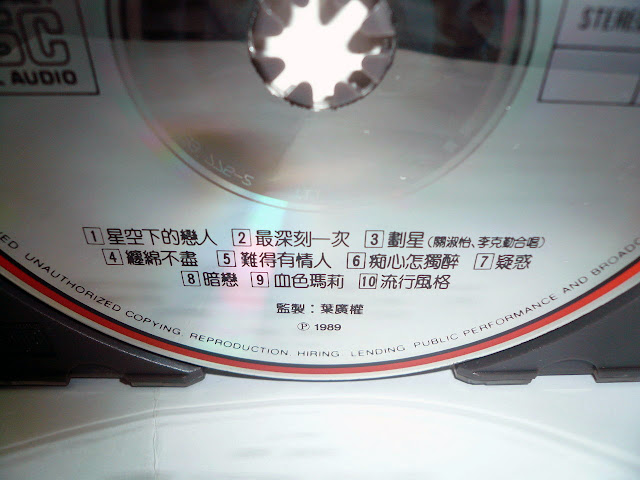 STEREO
AUDIO
1 星空下的戀人 2 最深刻一次 3 劃星(關淑怡、李克勤合唱)
4 纏綿不盡 5 難得有情人 6 痴心怎獨醉 7 疑惑
8 暗戀 9 血色瑪莉 10 流行風格
監製：葉廣權
Ⓟ 1989
UNAUTHORIZED COPYING. REPRODUCTION. HIRING. LENDING. PUBLIC PERFORMANCE AND BROADC